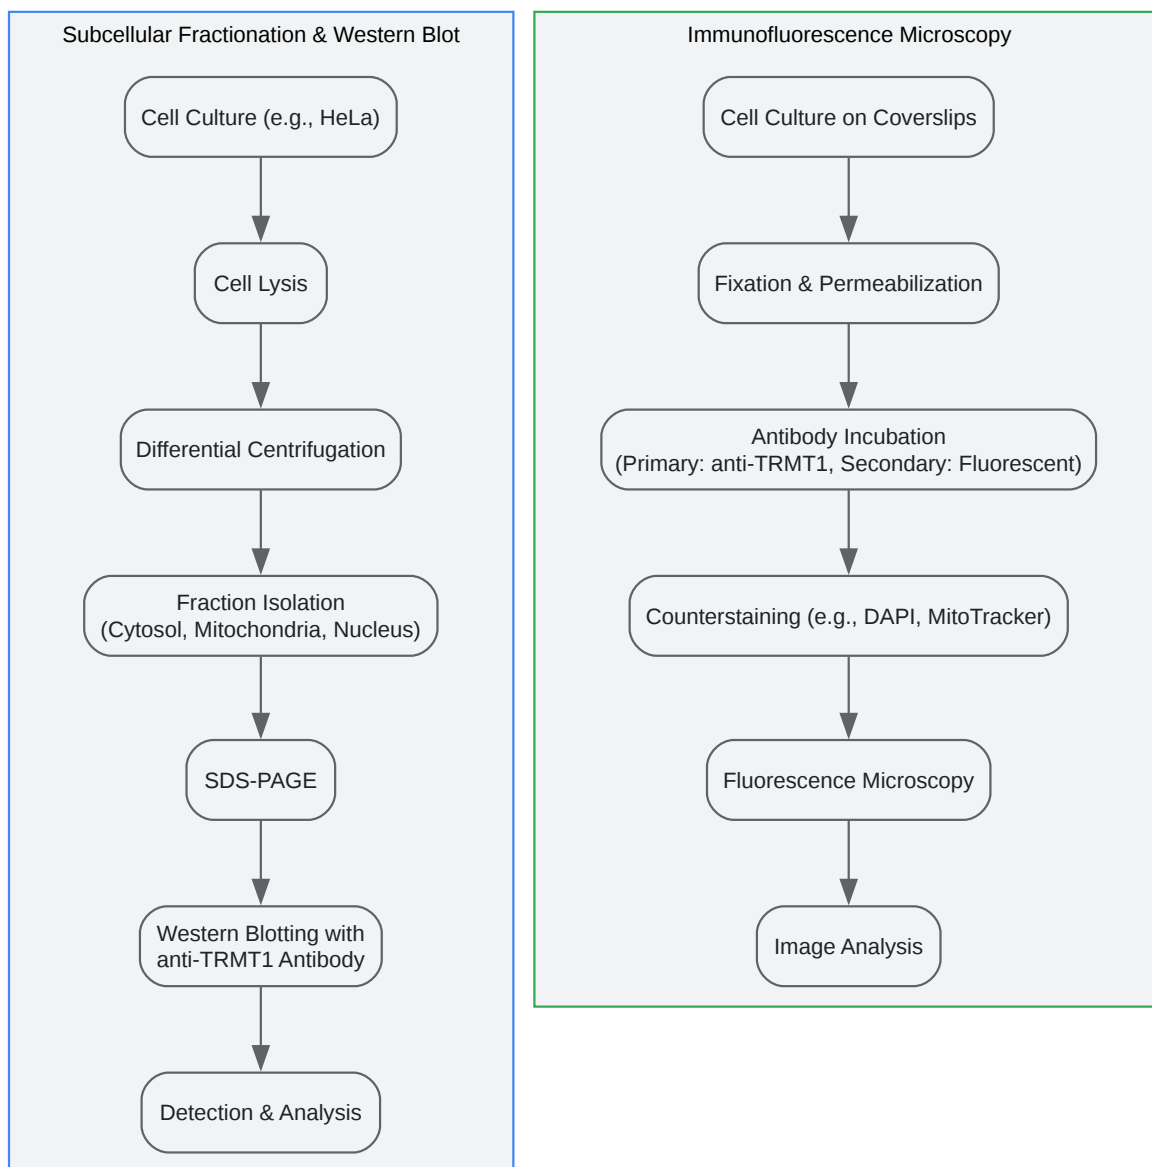 Subcellular Fractionation & Western Blot
Cell Culture (e.g., HeLa)
Cell Lysis
Differential Centrifugation
Fraction Isolation
(Cytosol, Mitochondria, Nucleus)
SDS-PAGE
Western Blotting with
anti-TRMT1 Antibody
Detection & Analysis
Immunofluorescence Microscopy
Cell Culture on Coverslips
Fixation & Permeabilization
Antibody Incubation
(Primary: anti-TRMT1, Secondary: Fluorescent)
Counterstaining (e.g., DAPI, MitoTracker)
Fluorescence Microscopy
Image Analysis